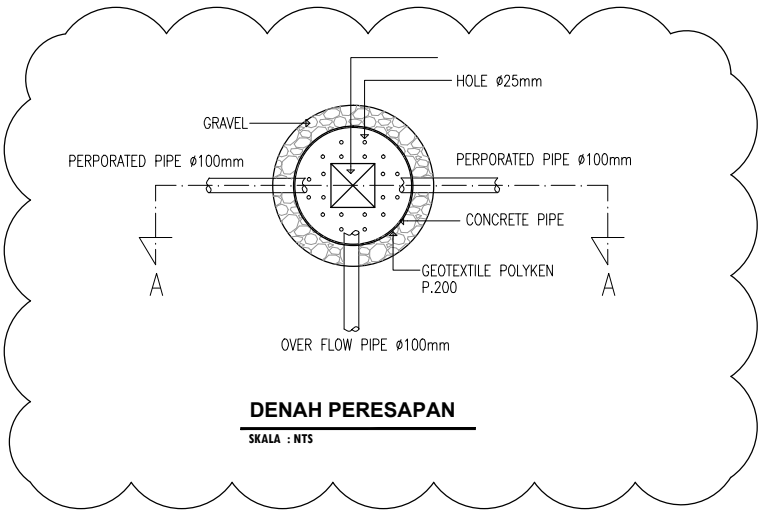 HOLE ø25mm
GRAVEL
PERPORATED PIPE ø100mm
PERPORATED PIPE ø100mm
CONCRETE PIPE
GEOTEXTILE POLYKEN
P.200
A
A
OVER FLOW PIPE ø100mm
DENAH PERESAPAN
SKALA : NTS